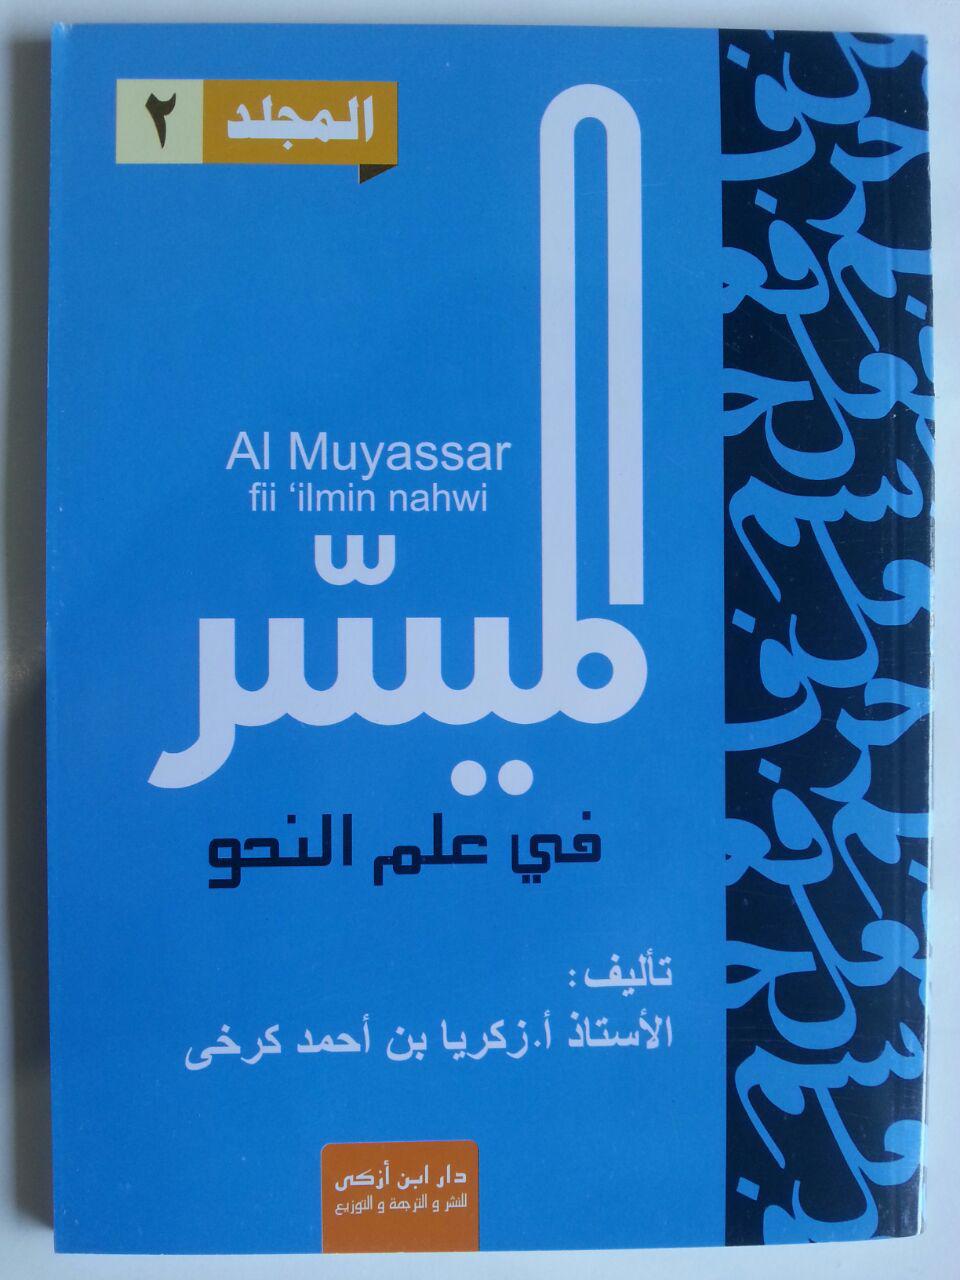 المجلد ٢
Al Muyassar
fii ‘ilmin nahwi
الميسّر
في علم النحو
تأليف:
الأستاذ أ.زكريا بن أحمد كرخى
دار ابن أزكى
للنشر و الترجمة و التوزيع